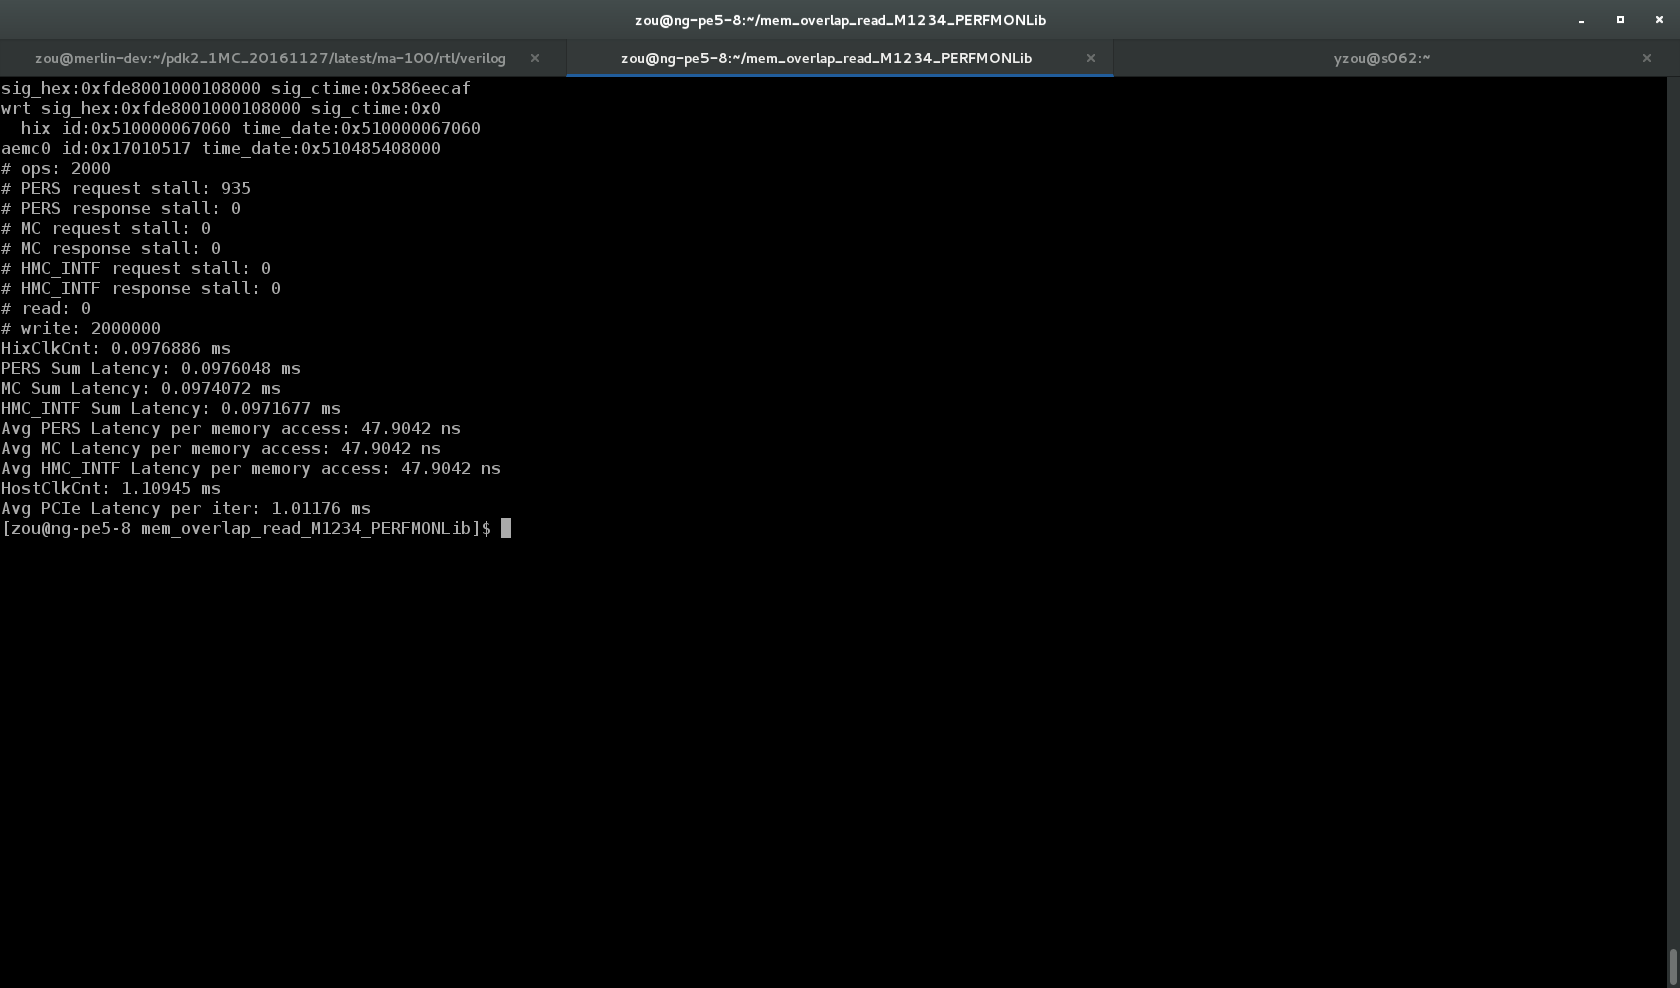 zou@ng-pe5-8:~/mem_overlap_read_M1234_PERFMONLib
zou@merlin-dev:~/pdk2_1MC_20161127/latest/ma-100/rtl/verilog
zou@ng-pe5-8:~/mem_overlap_read_M1234_PERFMONLib
yzou@s062:~
sig_hex:0xfde8001000108000 sig_ctime:0x586eecaf
wrt sig_hex:0xfde8001000108000 sig_ctime:0x0
  hix id:0x510000067060 time_date:0x510000067060
aemc0 id:0x17010517 time_date:0x510485408000
# ops: 2000
# PERS request stall: 935
# PERS response stall: 0
# MC request stall: 0
# MC response stall: 0
# HMC_INTF request stall: 0
# HMC_INTF response stall: 0
# read: 0
# write: 2000000
HixClkCnt: 0.0976886 ms
PERS Sum Latency: 0.0976048 ms
MC Sum Latency: 0.0974072 ms
HMC_INTF Sum Latency: 0.0971677 ms
Avg PERS Latency per memory access: 47.9042 ns
Avg MC Latency per memory access: 47.9042 ns
Avg HMC_INTF Latency per memory access: 47.9042 ns
HostClkCnt: 1.10945 ms
Avg PCIe Latency per iter: 1.01176 ms
[zou@ng-pe5-8 mem_overlap_read_M1234_PERFMONLib]$